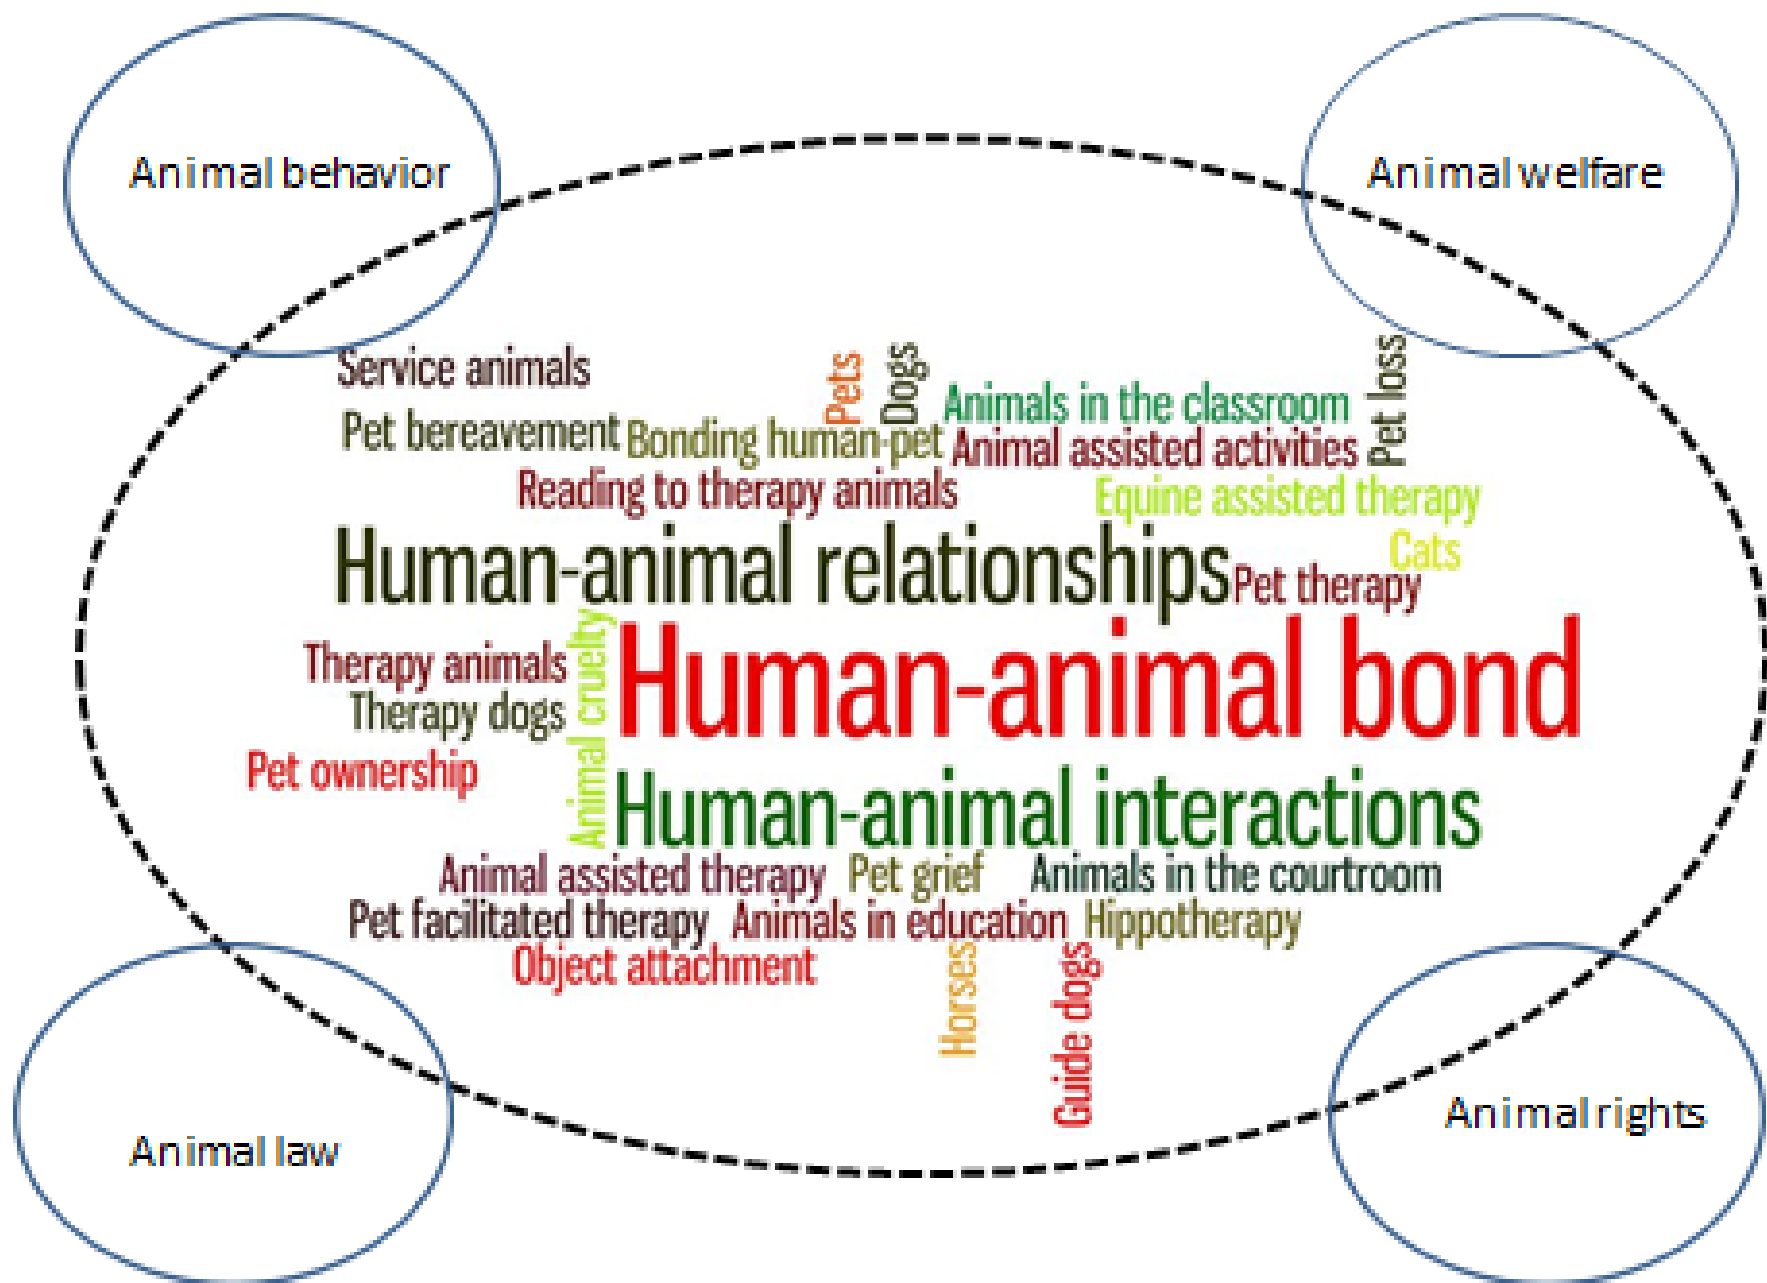 Animal behavior
Animal welfare
Service animals
Pets
Dogs
Animals in the classroom
Pet loss
Pet bereavement
Bonding human-pet
Animal assisted activities
Reading to therapy animals
Equine assisted therapy
Human-animal relationships
Cats
Pet therapy
Therapy animals
Animal cruelty
Human-animal bond
Therapy dogs
Pet ownership
Human-animal interactions
Animal assisted therapy
Pet grief
Animals in the courtroom
Pet facilitated therapy
Animals in education
Hippotherapy
Object attachment
Horses
Guide dogs
Animal law
Animal rights